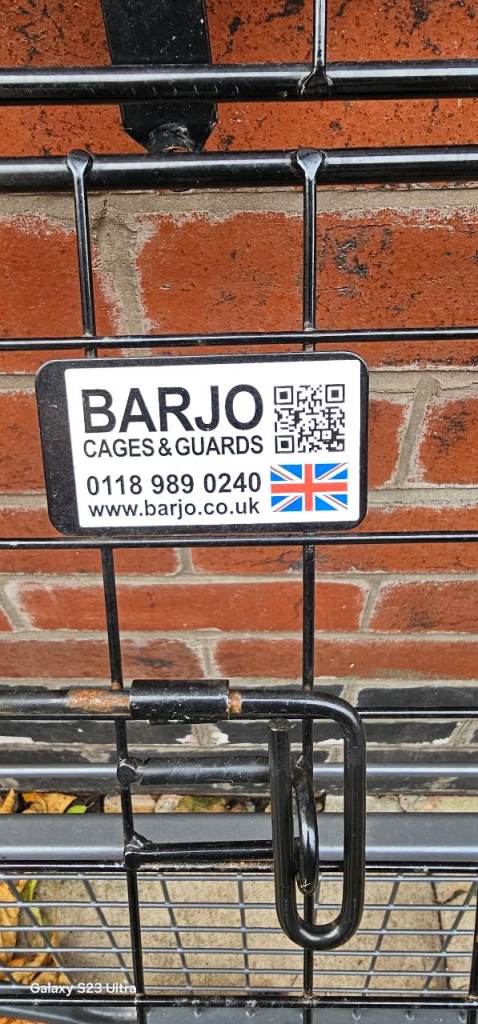 BARJO
CAGES & GUARDS
0118 989 0240
www.barjo.co.uk
Galaxy S23 Ultra